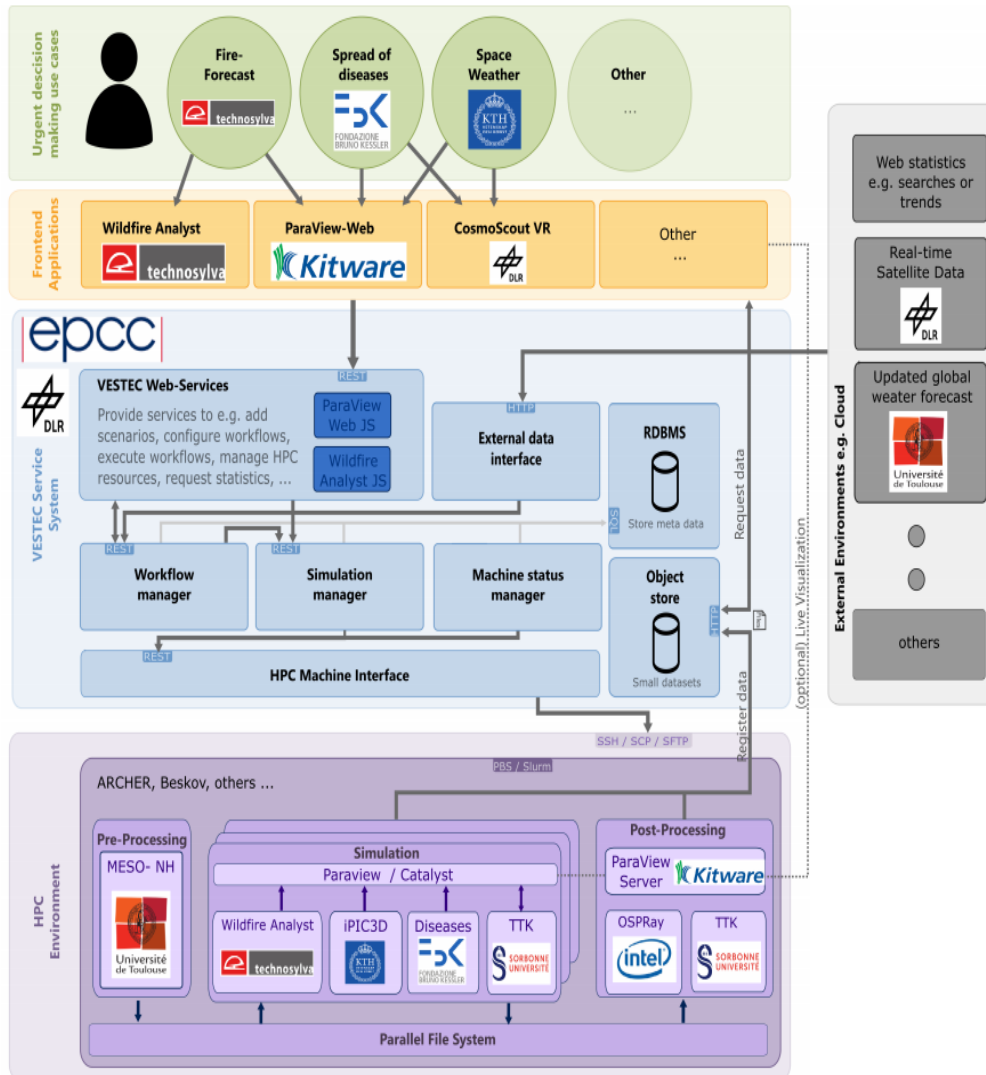 Urgent descision
making use cases
Fire-
Forecast
technosylva
Spread of
diseases
FBK
FONDAZIONE
BRUNO KESSLER
Space
Weather
KTH
Other
...
Frontend
Applications
Wildfire Analyst
technosylva
ParaView-Web
Kitware
CosmoScout VR
DLR
Other
...
epcc
DLR
VESTEC Service
System
REST
VESTEC Web-Services
Provide services to e.g. add
scenarios, configure workflows,
execute workflows, manage HPC
resources, request statistics, ...
ParaView
Web JS
Wildfire
Analyst JS
HTTP
External data
interface
RDBMS
Store meta data
SQL
REST
Workflow
manager
REST
Simulation
manager
Machine status
manager
Object
store
Small datasets
HTTP
Files
REST
HPC Machine Interface
Request data
Register data
(optional) Live Visualization
External Environments e.g. Cloud
Web statistics
e.g. searches or
trends
Real-time
Satellite Data
DLR
Updated global
weater forecast
Université
de Toulouse
others
SSH / SCP / SFTP
HPC
Environment
PBS / Slurm
ARCHER, Beskov, others ...
Pre-Processing
MESO- NH
Université
de Toulouse
Simulation
Paraview / Catalyst
Wildfire Analyst
technosylva
iPIC3D
KTH
Diseases
FBK
FONDAZIONE
BRUNO KESSLER
TTK
SORBONNE
UNIVERSITÉ
Post-Processing
ParaView
Server
Kitware
OSPRay
intel
TTK
SORBONNE
UNIVERSITÉ
Parallel File System